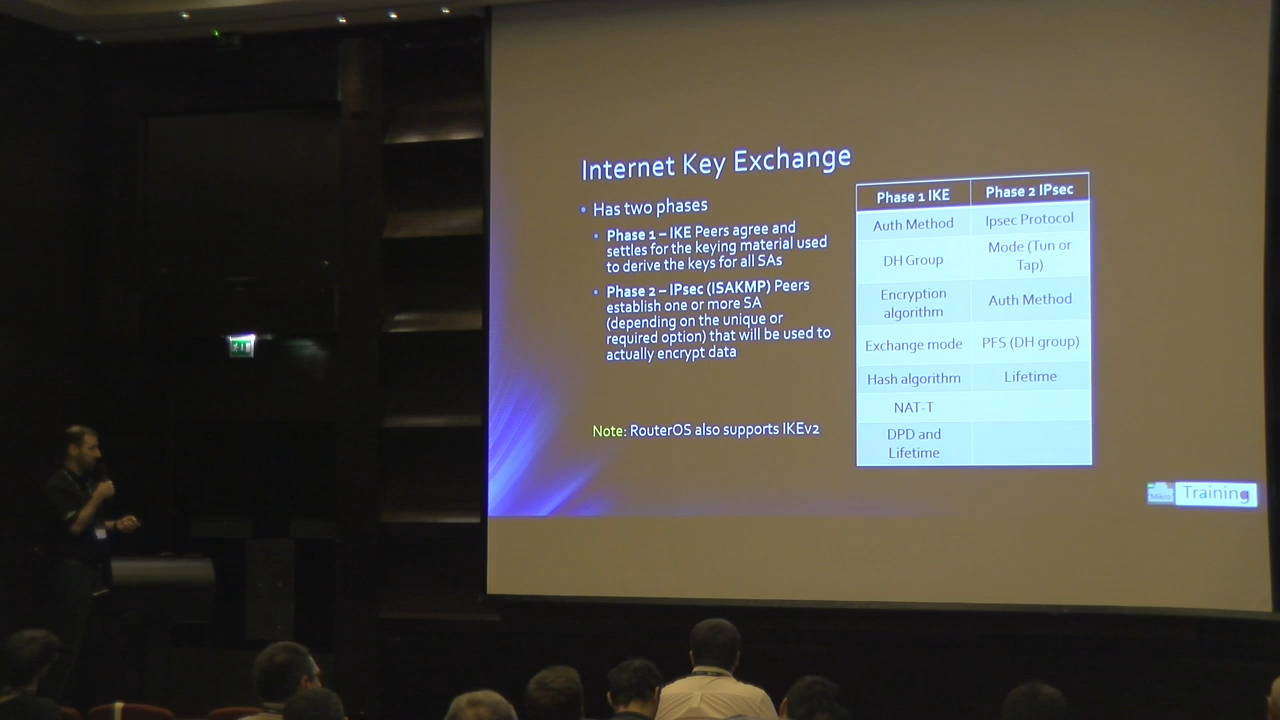 Internet Key Exchange
Has two phases
Phase 1 – IKE Peers agree and
settles for the keying material used
to derive the keys for all SAs
Phase 2 – IPsec (ISAKMP) Peers
establish one or more SA
(depending on the unique or
required option) that will be used to
actually encrypt data
Note: RouterOS also supports IKEv2
Phase 1 IKE
Phase 2 IPsec
Auth Method
Ipsec Protocol
DH Group
Mode (Tun or
Tap)
Encryption
algorithm
Auth Method
Exchange mode
PFS (DH group)
Hash algorithm
Lifetime
NAT-T
DPD and
Lifetime
Mikro
Training